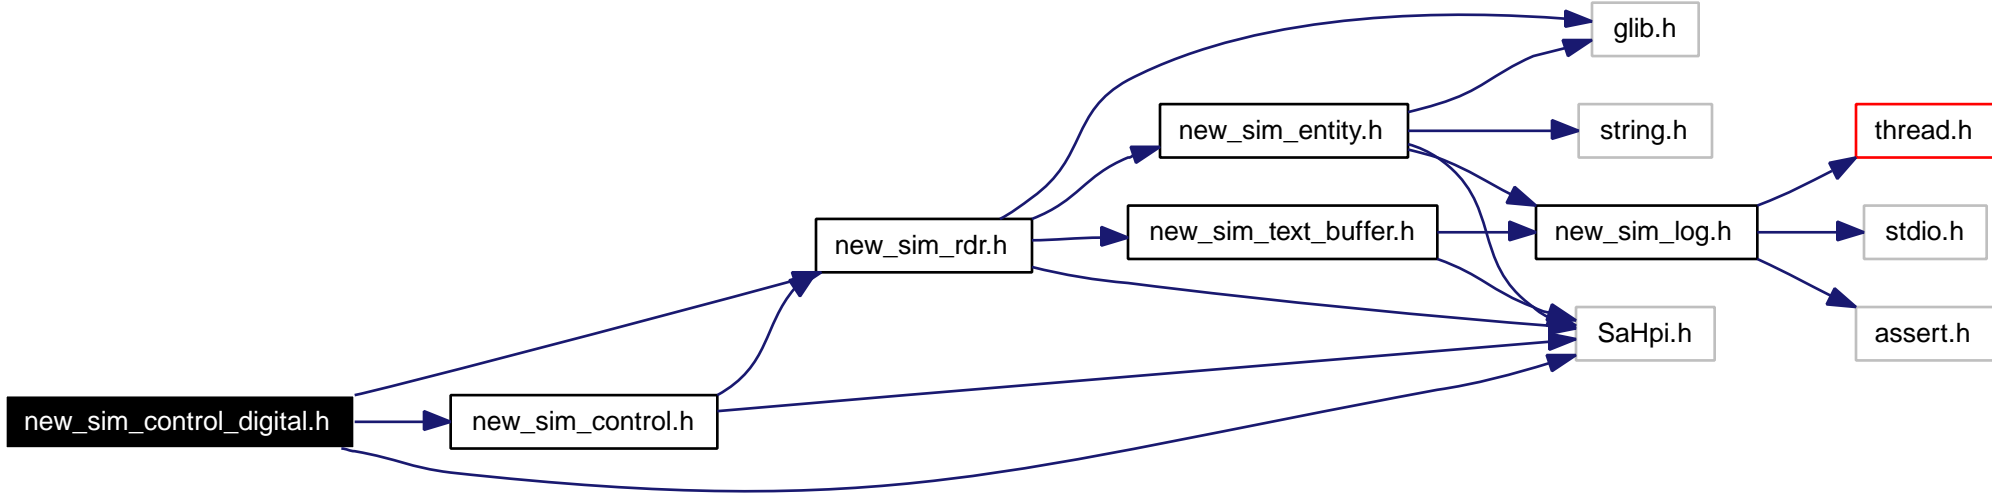 glib.h
new_sim_entity.h
string.h
thread.h
new_sim_rdr.h
new_sim_text_buffer.h
new_sim_log.h
stdio.h
SaHpi.h
assert.h
new_sim_control_digital.h
new_sim_control.h